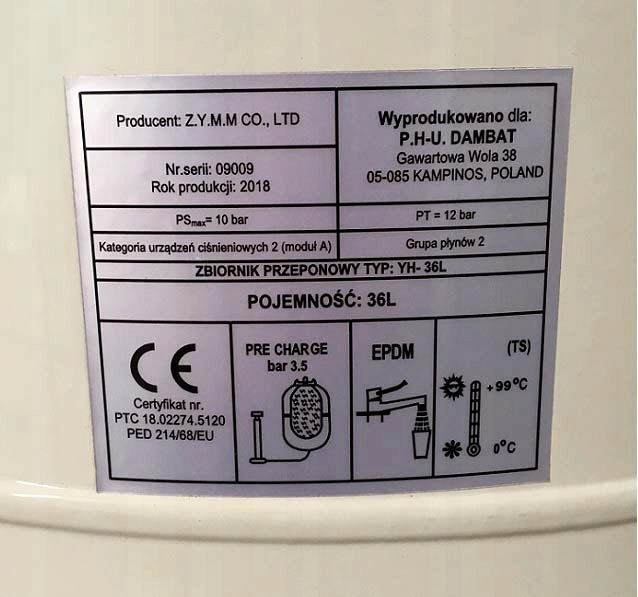 Producent: Z.Y.M.M CO., LTD
Wyprodukowano dla:
P.H-U. DAMBAT
Gawartowa Wola 38
05-085 KAMPINOS, POLAND
Nr.serii: 09009
Rok produkcji: 2018
PSmax= 10 bar
PT = 12 bar
Kategoria urządzeń ciśnieniowych 2 (moduł A)
Grupa płynów 2
ZBIORNIK PRZEPONOWY TYP: YH- 36L
POJEMNOŚĆ: 36L
CE
Certyfikat nr.
PTC 18.02274.5120
PED 214/68/EU
PRE CHARGE
bar 3.5
EPDM
(TS)
+99°C
0°C